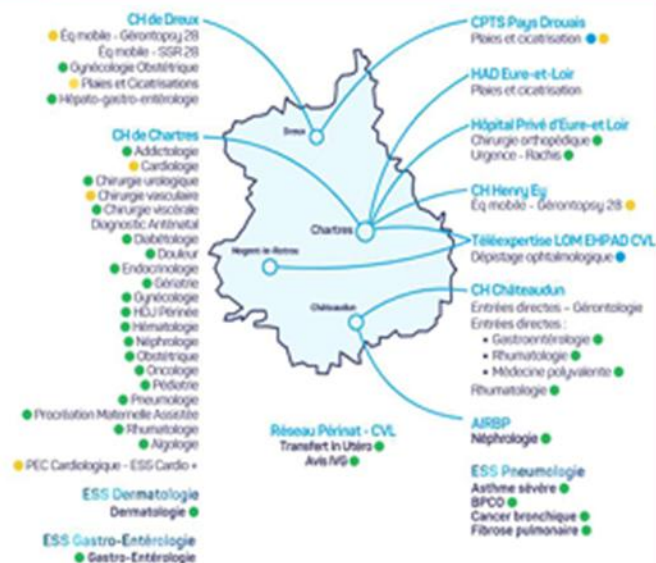 CH de Dreux
Éq mobile - Gérontopsy 28
Éq mobile - SSR 28
Gynécologie Obstétrique
Plaies et Cicatrisations
Hépato-gastro-entérologie
CH de Chartres
Addictologie
Cardiologie
Chirurgie urologique
Chirurgie vasculaire
Chirurgie viscérale
Diagnostic Anténatal
Diabétologie
Douleur
Endocrinologie
Gériatrie
Gynécologie
HDJ Périnée
Hématologie
Néphrologie
Obstétrique
Oncologie
Pédiatrie
Pneumologie
Procréation Maternelle Assistée
Rhumatologie
Algologie
PEC Cardiologique - ESS Cardio +
ESS Dermatologie
Dermatologie
ESS Gastro-Entérologie
Gastro-Entérologie
Dreux
Chartres
Nogent-le-Rotrou
Châteaudun
Réseau Périnat - CVL
Transfert In Utéro
Avis IVG
CPTS Pays Drouais
Plaies et cicatrisation
HAD Eure-et-Loir
Plaies et cicatrisation
Hôpital Privé d'Eure-et Loir
Chirurgie orthopédique
Urgence - Rachis
CH Henry Ey
Éq mobile - Gérontopsy 28
Téléexpertise LOM EHPAD CVL
Dépistage ophtalmologique
CH Châteaudun
Entrées directes - Gérontologie
Entrées directes :
• Gastroentérologie
• Rhumatologie
• Médecine polyvalente
Rhumatologie
AIRBP
Néphrologie
ESS Pneumologie
Asthme sévère
BPCO
Cancer bronchique
Fibrose pulmonaire